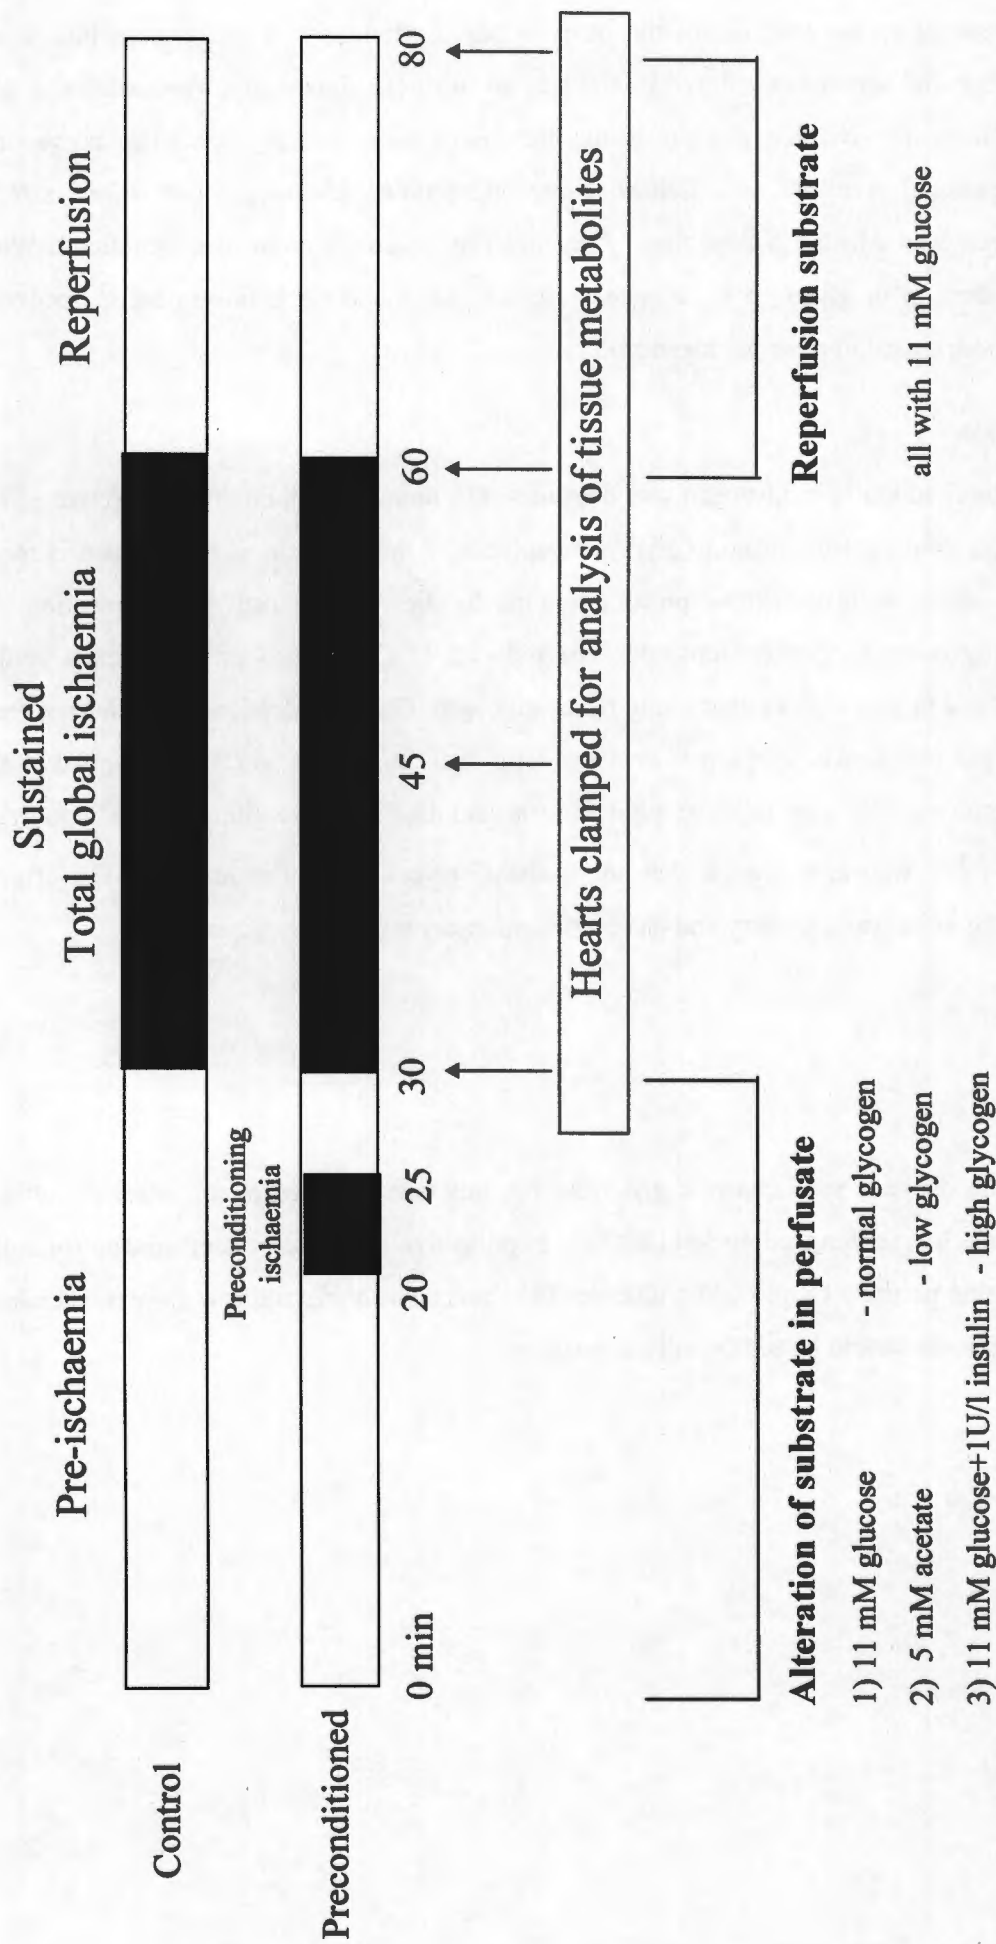 Sustained
Pre-ischaemia Total global ischaemia Reperfusion
Control
Preconditioning
ischaemia
Preconditioned
0 min 20 25 30 45 60 80
Hearts clamped for analysis of tissue metabolites
Alteration of substrate in perfusate
1) 11 mM glucose - normal glycogen
2) 5 mM acetate - low glycogen
3) 11 mM glucose+1U/l insulin - high glycogen
Reperfusion substrate
all with 11 mM glucose